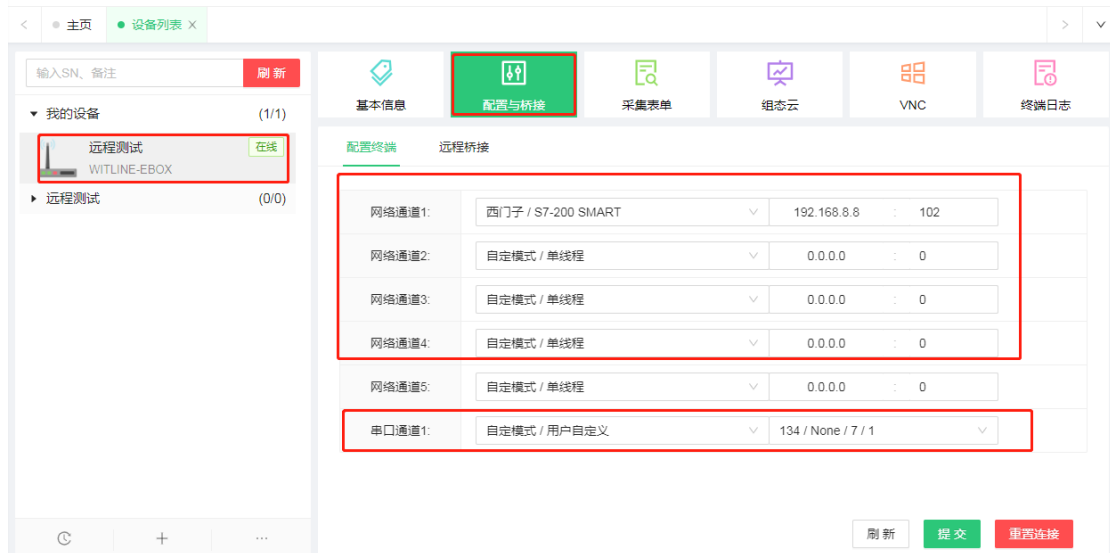 主页 设备列表
输入SN、备注 刷新
我的设备 (1/1)
远程测试 在线
WITLINE-EBOX
远程测试 (0/0)
基本信息 配置与桥接 采集表单 组态云 VNC 终端日志
配置终端 远程桥接
网络通道1: 西门子 / S7-200 SMART 192.168.8.8 : 102
网络通道2: 自定模式 / 单线程 0.0.0.0 : 0
网络通道3: 自定模式 / 单线程 0.0.0.0 : 0
网络通道4: 自定模式 / 单线程 0.0.0.0 : 0
网络通道5: 自定模式 / 单线程 0.0.0.0 : 0
串口通道1: 自定模式 / 用户自定义 134 / None / 7 / 1
刷新 提交 重置连接